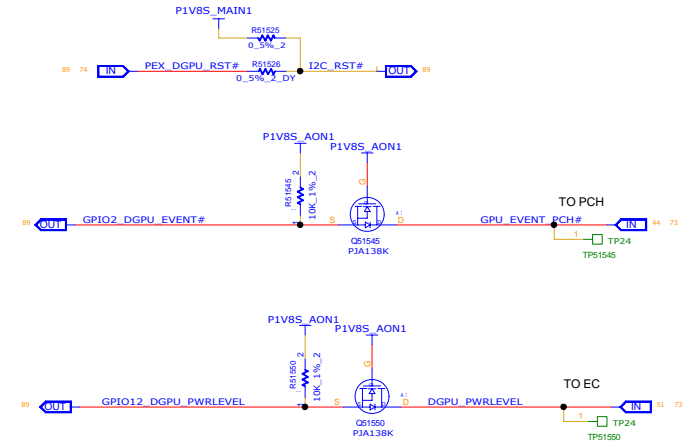 P1V8S_MAIN1
R51525
0_5%_2
89 74 IN PEX_DGPU_RST# R51526 I2C_RST# OUT 89
0_5%_2_DY
P1V8S_AON1
P1V8S_AON1
R51545
10K_1%_2
2
1
G
TO PCH
89 OUT GPIO2_DGPU_EVENT# S D GPU_EVENT_PCH# IN 44 73
1 TP24
Q51545
PJA138K
TP51545
P1V8S_AON1
P1V8S_AON1
R51550
10K_1%_2
2
1
G
TO EC
89 OUT GPIO12_DGPU_PWRLEVEL S D DGPU_PWRLEVEL IN 51 73
1 TP24
Q51550
PJA138K
TP51550